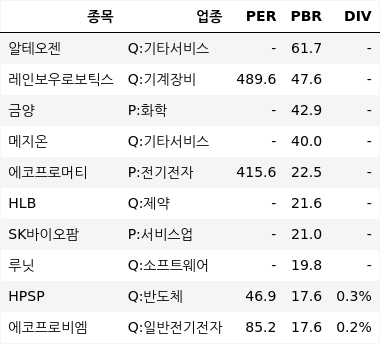 종목 업종 PER PBR DIV
알테오젠 Q:기타서비스 - 61.7 -
레인보우로보틱스 Q:기계장비 489.6 47.6 -
금양 P:화학 - 42.9 -
메지온 Q:기타서비스 - 40.0 -
에코프로머티 P:전기전자 415.6 22.5 -
HLB Q:제약 - 21.6 -
SK바이오팜 P:서비스업 - 21.0 -
루닛 Q:소프트웨어 - 19.8 -
HPSP Q:반도체 46.9 17.6 0.3%
에코프로비엠 Q:일반전기전자 85.2 17.6 0.2%